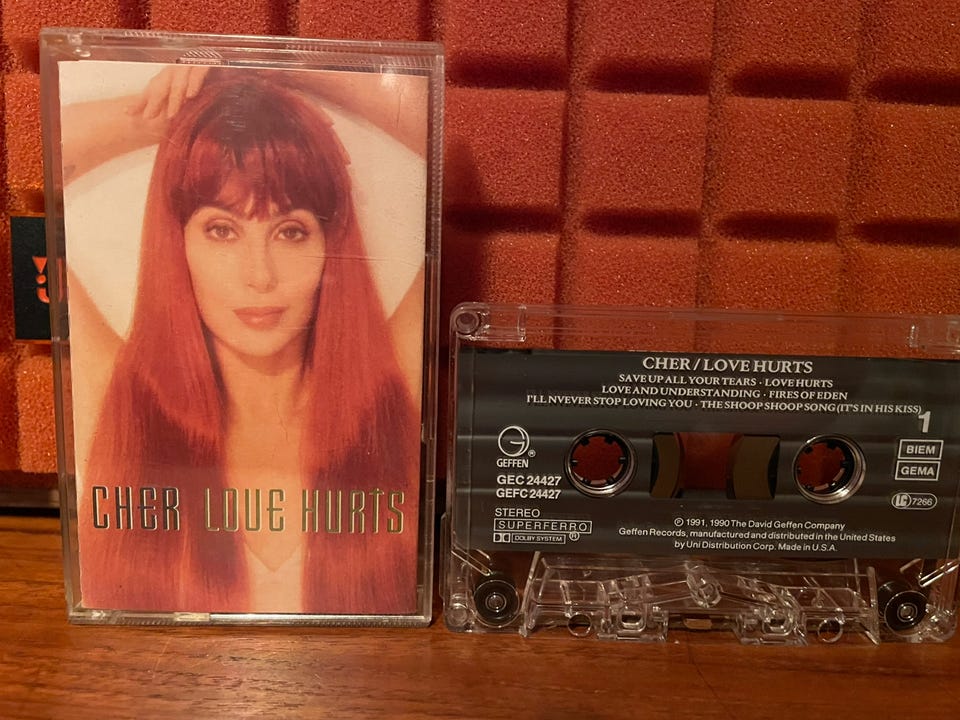 CHER LOVE HURTS
CHER/LOVE HURTS
SAVE UP ALL YOUR TEARS · LOVE HURTS
LOVE AND UNDERSTANDING · FIRES OF EDEN
I'LL NVEVER STOP LOVING YOU · THE SHOOP SHOOP SONG (IT'S IN HIS KISS)
1
G ®
GEFFEN
GEC 24427
GEFC 24427
STEREO
SUPERFERRO
DOLBY SYSTEM ®
BIEM
GEMA
LC 7266
℗ 1991, 1990 The David Geffen Company
Geffen Records, manufactured and distributed in the United States
by Uni Distribution Corp. Made in U.S.A.